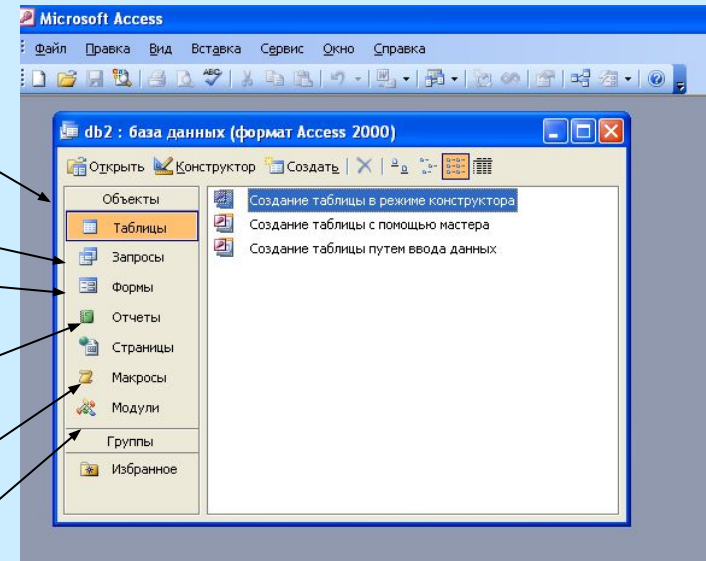 Microsoft Access
Файл Правка Вид Вставка Сервис Окно Справка
ABC
db2 : база данных (формат Access 2000)
Открыть Конструктор Создать
Объекты
Таблицы
Запросы
Формы
Отчеты
Страницы
Макросы
Модули
Группы
Избранное
Создание таблицы в режиме конструктора
Создание таблицы с помощью мастера
Создание таблицы путем ввода данных